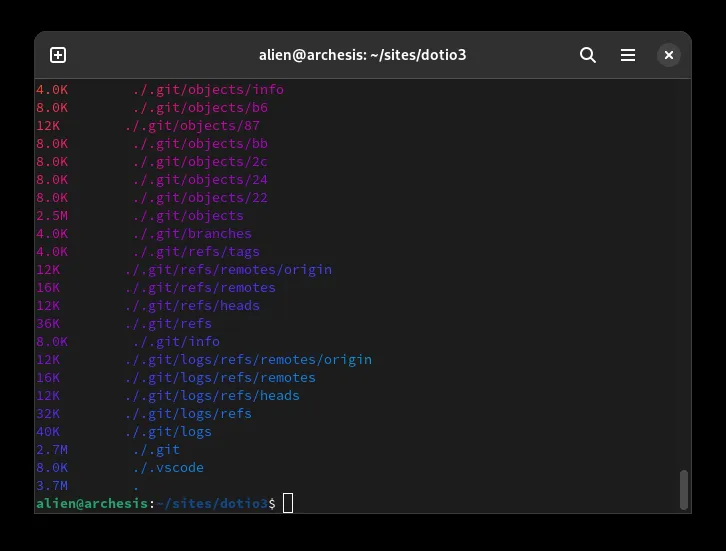 alien@archesis: ~/sites/dotio3
4.0K ./.git/objects/info
8.0K ./.git/objects/b6
12K ./.git/objects/87
8.0K ./.git/objects/bb
8.0K ./.git/objects/2c
8.0K ./.git/objects/24
8.0K ./.git/objects/22
2.5M ./.git/objects
4.0K ./.git/branches
4.0K ./.git/refs/tags
12K ./.git/refs/remotes/origin
16K ./.git/refs/remotes
12K ./.git/refs/heads
36K ./.git/refs
8.0K ./.git/info
12K ./.git/logs/refs/remotes/origin
16K ./.git/logs/refs/remotes
12K ./.git/logs/refs/heads
32K ./.git/logs/refs
40K ./.git/logs
2.7M ./.git
8.0K ./.vscode
3.7M .
alien@archesis:~/sites/dotio3$